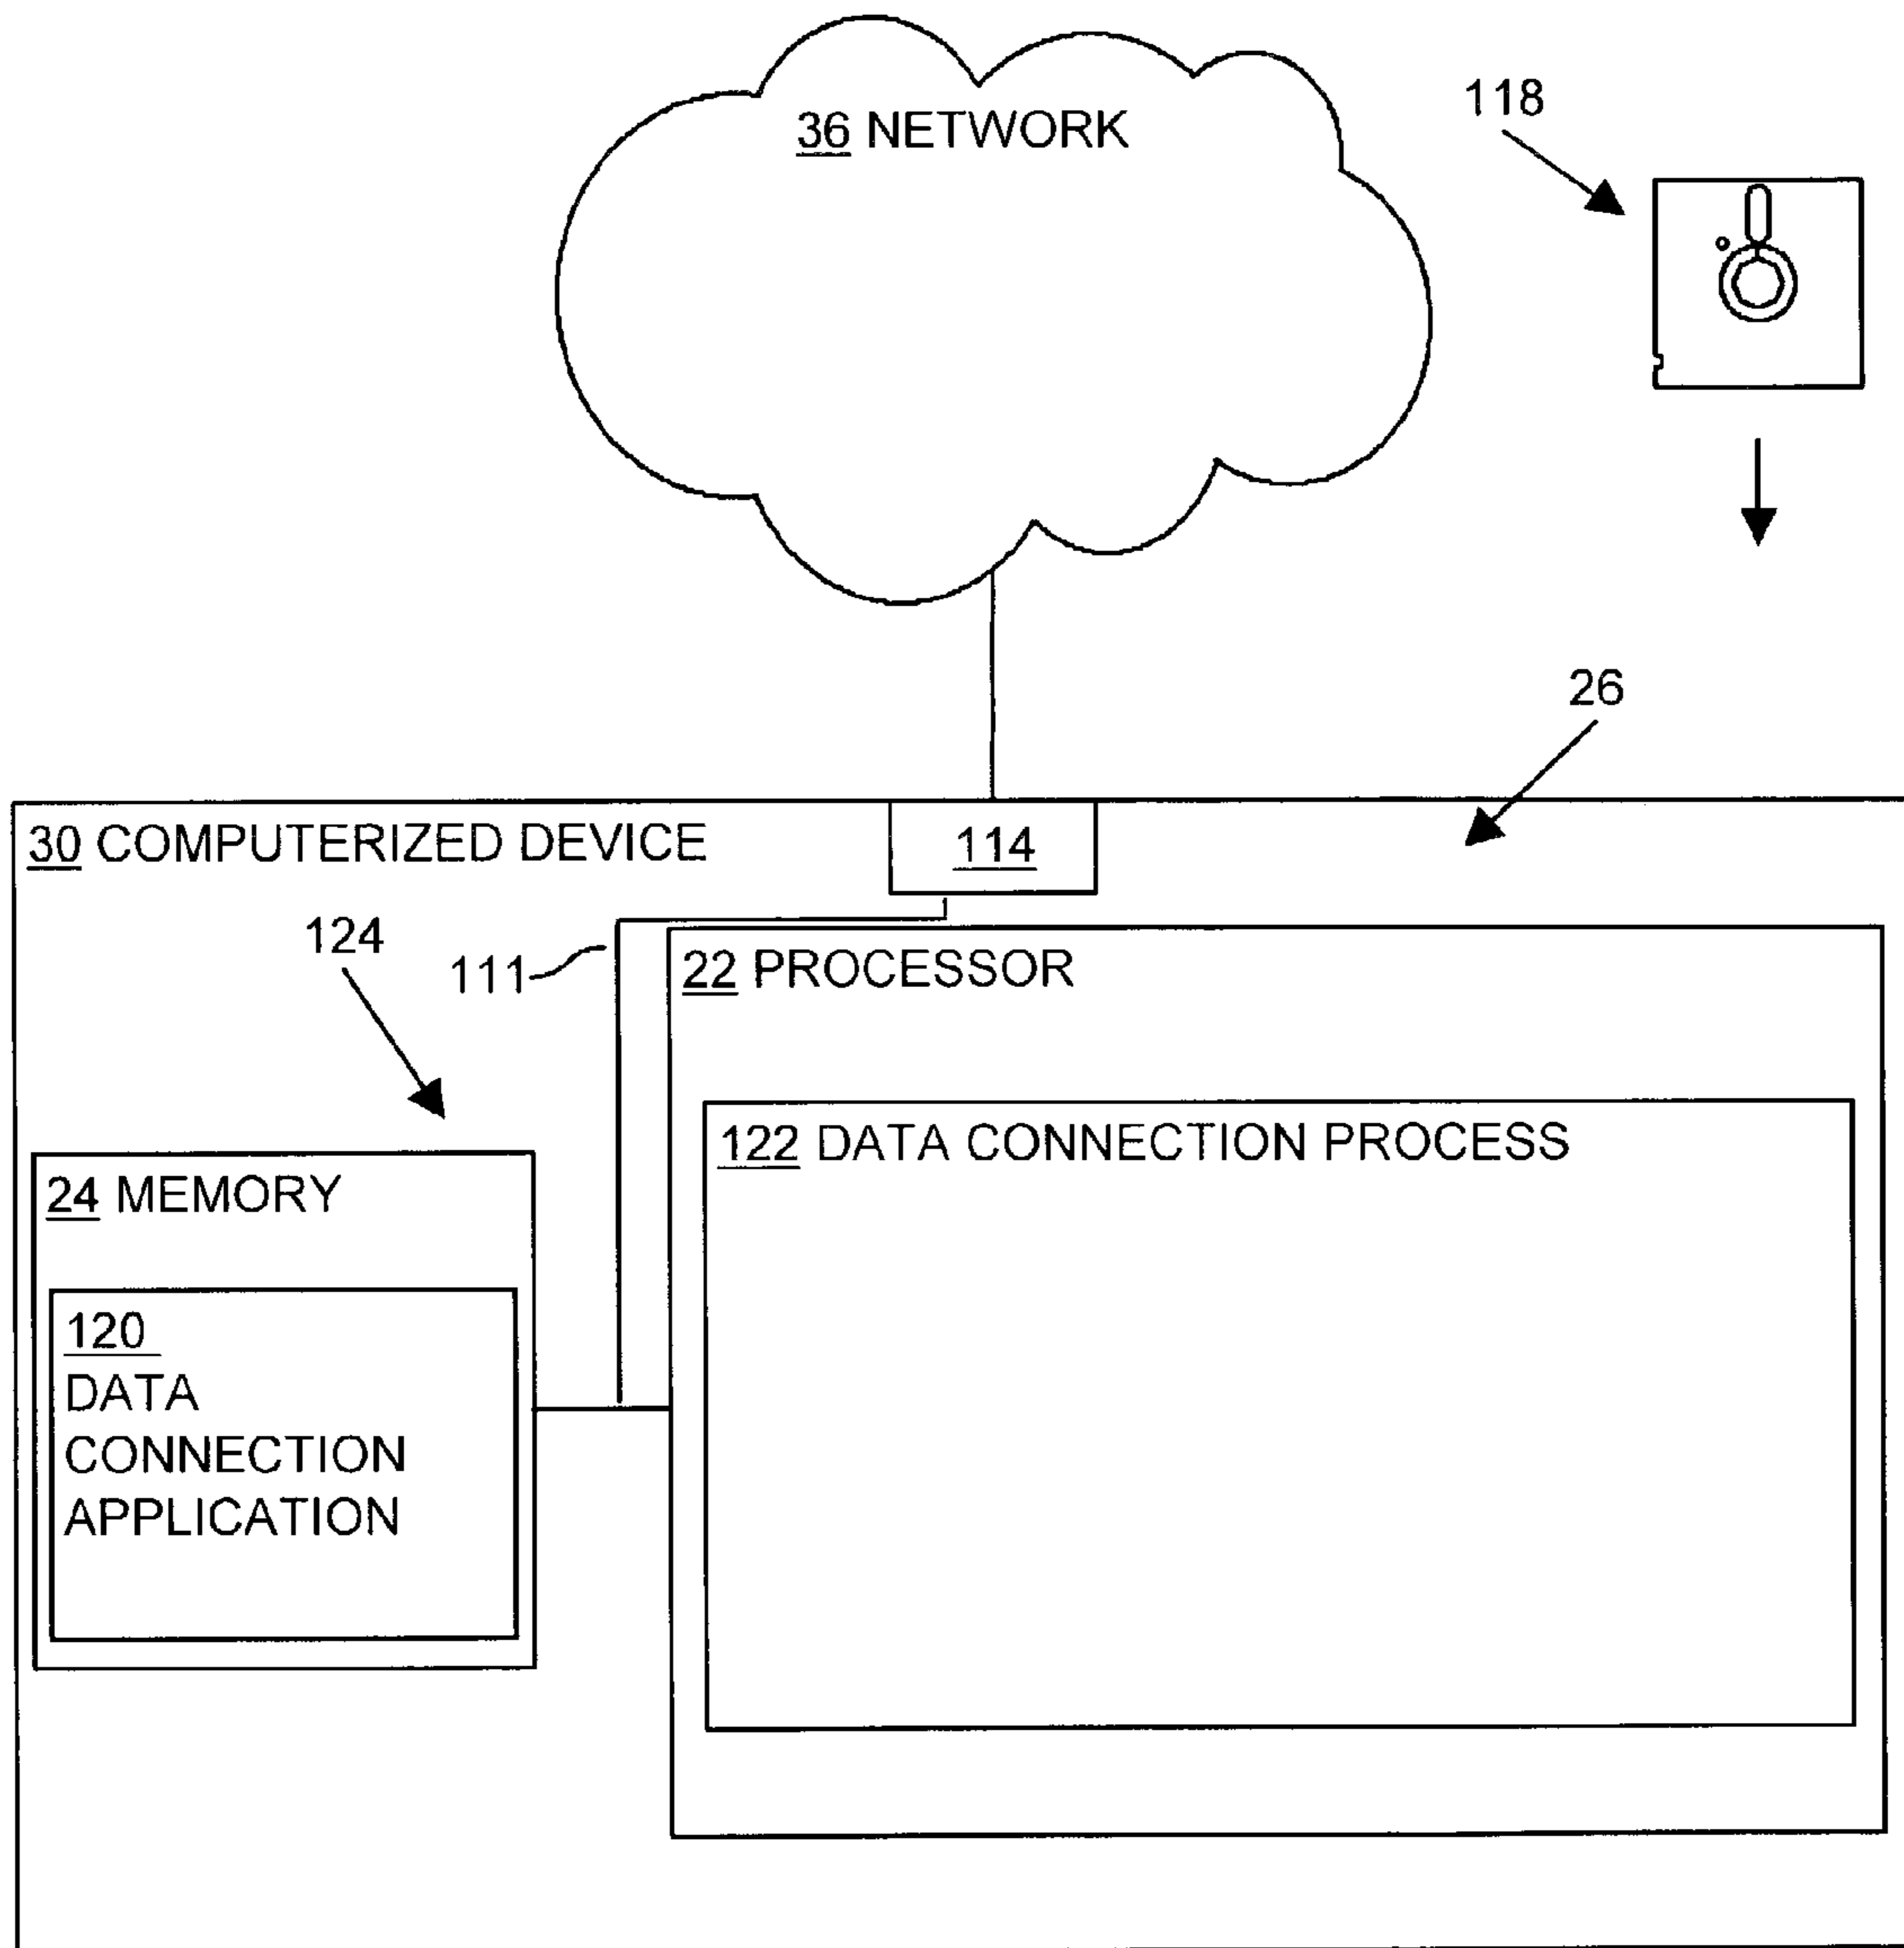 36 NETWORK
118
26
30 COMPUTERIZED DEVICE
114
124
111
22 PROCESSOR
122 DATA CONNECTION PROCESS
24 MEMORY
120
DATA
CONNECTION
APPLICATION